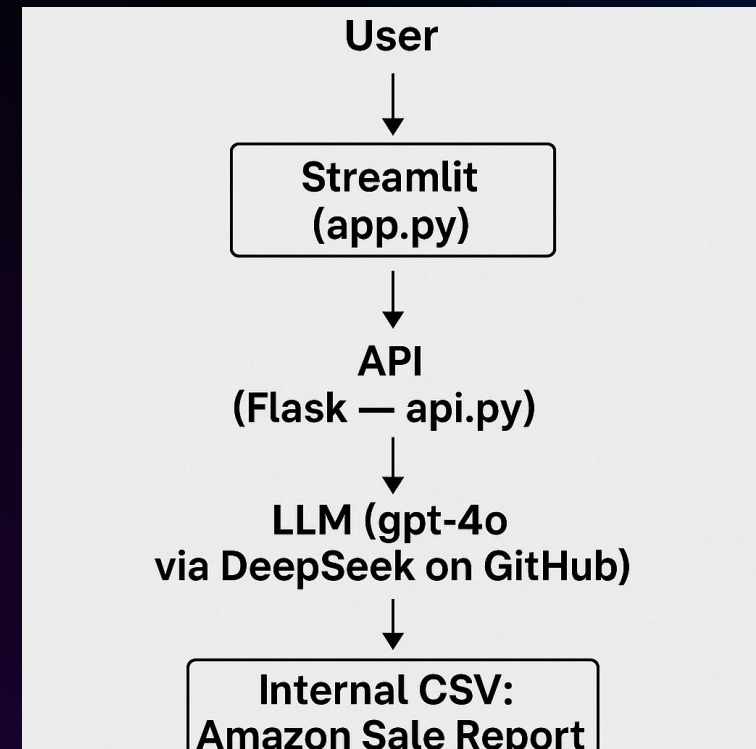 User
Streamlit
(app.py)
API
(Flask — api.py)
LLM (gpt-4o
via DeepSeek on GitHub)
Internal CSV:
Amazon Sale Report